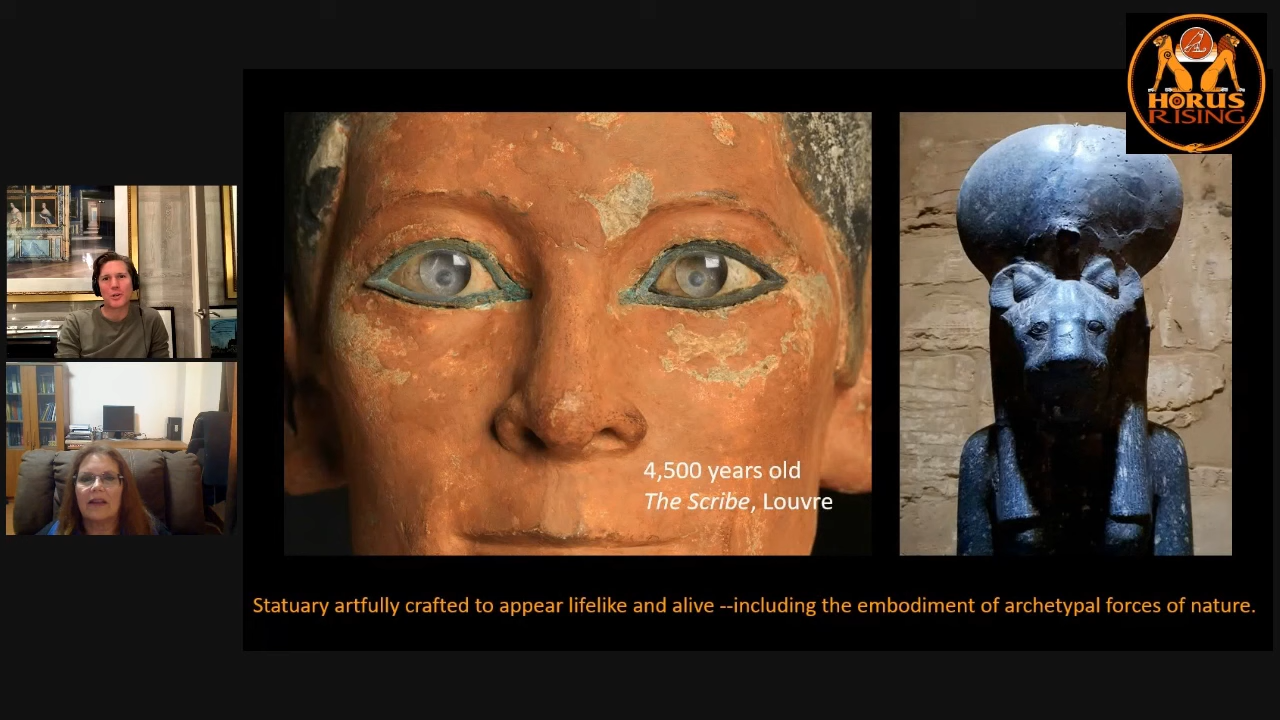 HORUS
RISING
4,500 years old
The Scribe, Louvre
Statuary artfully crafted to appear lifelike and alive --including the embodiment of archetypal forces of nature.